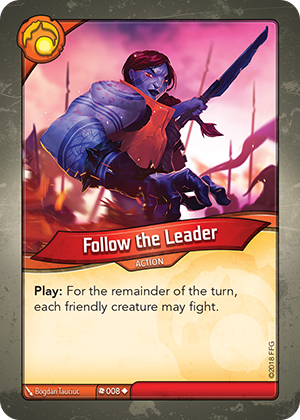 Follow the Leader
ACTION
Play: For the remainder of the turn,
each friendly creature may fight.
Bogdan Tauciuc
008
©2018 FFG